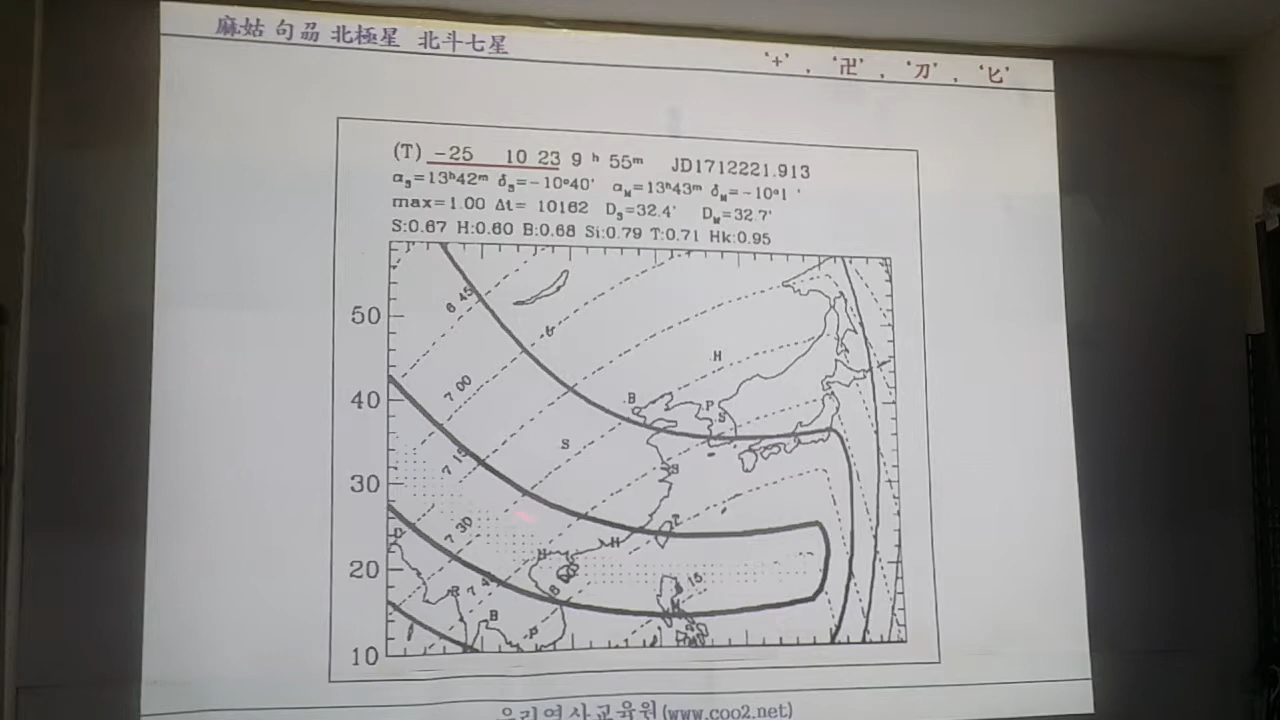 麻姑 句刕 北極星 北斗七星
‘+’, ‘卍’, ‘刀’, ‘匕’
(T) -25 10 23 9ʰ 55ᵐ JD1712221.913
αₛ=13ʰ42ᵐ δₛ=-10°40' αₘ=13ʰ43ᵐ δₘ=-10°1 '
max=1.00 Δt= 10162 Dₛ=32.4' Dₘ=32.7'
S:0.67 H:0.60 B:0.68 Si:0.79 T:0.71 Hk:0.95
50
40
30
20
10
6 45
7 00
7 15
7 30
H
B
P
S
S
H
H
B
P
우리역사교육원(www.coo2.net)